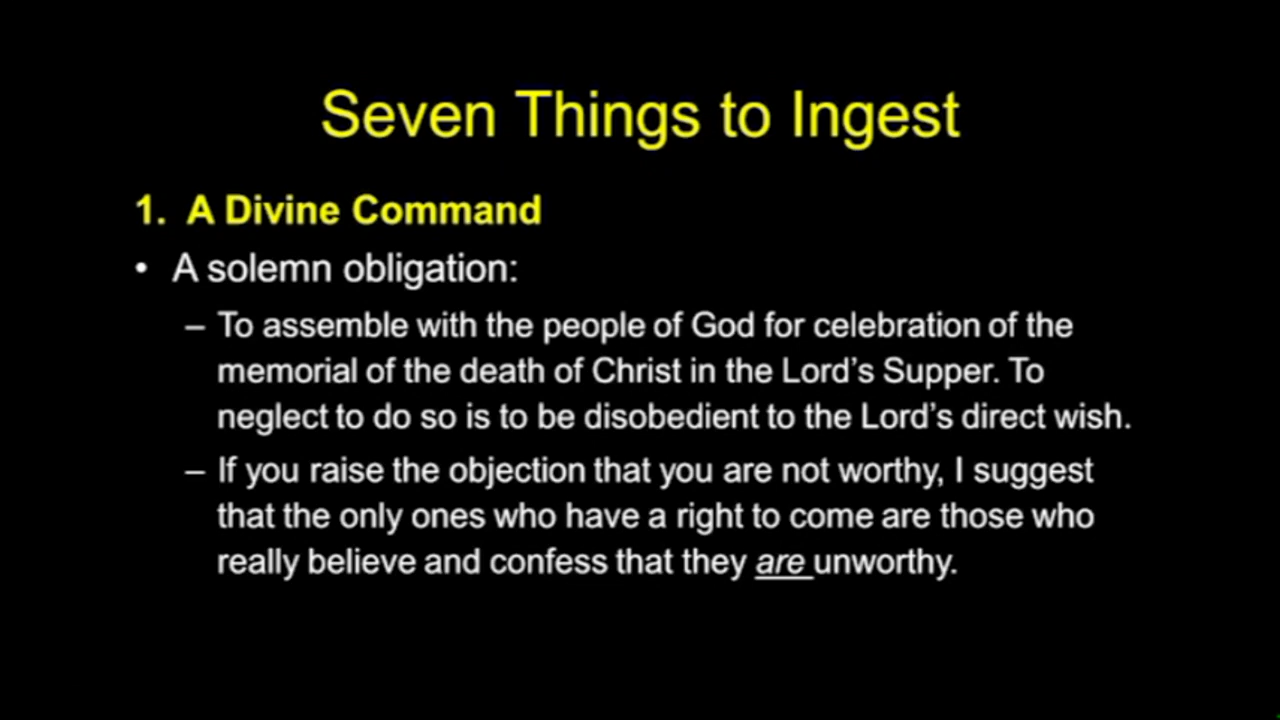 Seven Things to Ingest
1. A Divine Command
• A solemn obligation:
– To assemble with the people of God for celebration of the
memorial of the death of Christ in the Lord’s Supper. To
neglect to do so is to be disobedient to the Lord’s direct wish.
– If you raise the objection that you are not worthy, I suggest
that the only ones who have a right to come are those who
really believe and confess that they are unworthy.